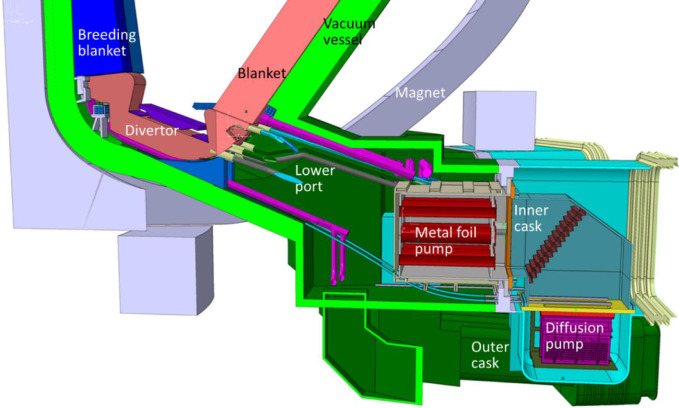 Vacuum
vessel
Breeding
blanket
Blanket
Magnet
Divertor
Lower
port
Inner
cask
Metal foil
pump
Diffusion
pump
Outer
cask